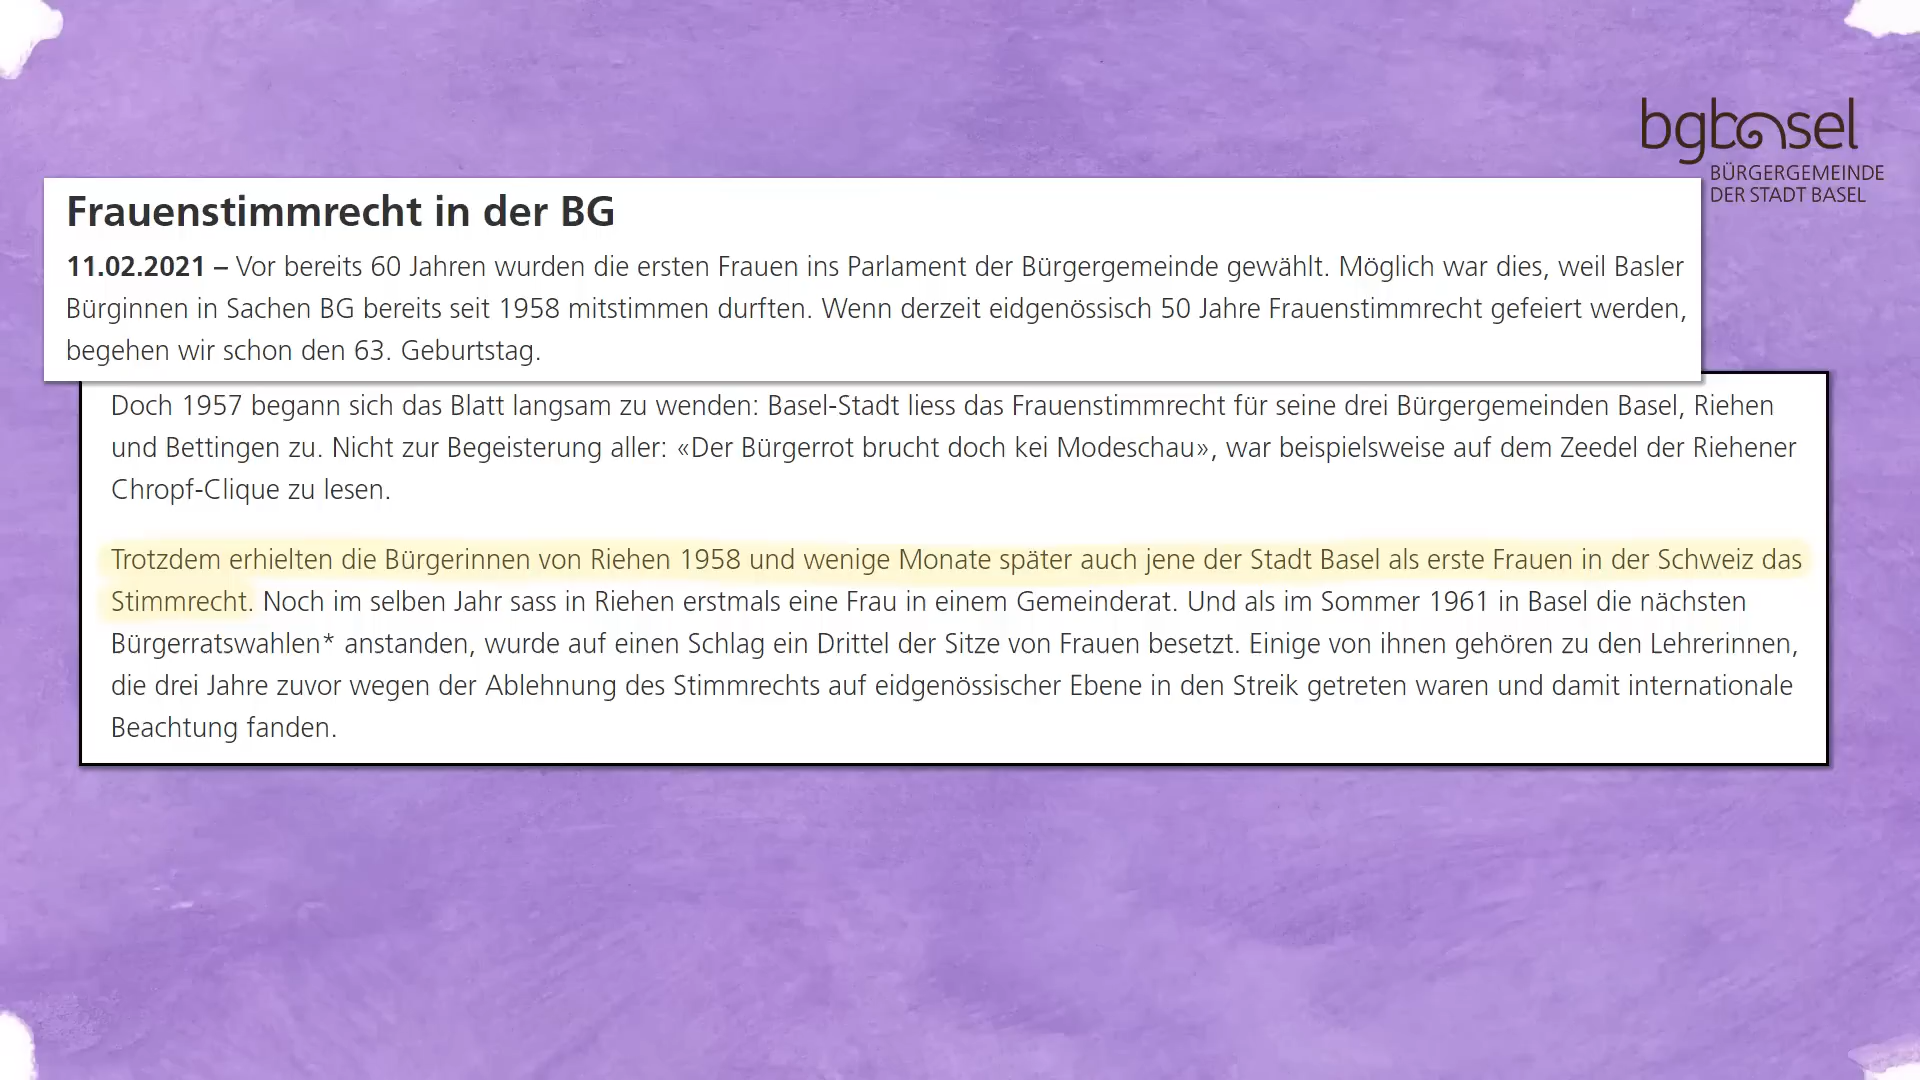 bgbasel
BÜRGERGEMEINDE
DER STADT BASEL
Frauenstimmrecht in der BG
11.02.2021 – Vor bereits 60 Jahren wurden die ersten Frauen ins Parlament der Bürgergemeinde gewählt. Möglich war dies, weil Basler
Bürginnen in Sachen BG bereits seit 1958 mitstimmen durften. Wenn derzeit eidgenössisch 50 Jahre Frauenstimmrecht gefeiert werden,
begehen wir schon den 63. Geburtstag.
Doch 1957 begann sich das Blatt langsam zu wenden: Basel-Stadt liess das Frauenstimmrecht für seine drei Bürgergemeinden Basel, Riehen
und Bettingen zu. Nicht zur Begeisterung aller: «Der Bürgerrot brucht doch kei Modeschau», war beispielsweise auf dem Zeedel der Riehener
Chropf-Clique zu lesen.
Trotzdem erhielten die Bürgerinnen von Riehen 1958 und wenige Monate später auch jene der Stadt Basel als erste Frauen in der Schweiz das
Stimmrecht. Noch im selben Jahr sass in Riehen erstmals eine Frau in einem Gemeinderat. Und als im Sommer 1961 in Basel die nächsten
Bürgerratswahlen* anstanden, wurde auf einen Schlag ein Drittel der Sitze von Frauen besetzt. Einige von ihnen gehören zu den Lehrerinnen,
die drei Jahre zuvor wegen der Ablehnung des Stimmrechts auf eidgenössischer Ebene in den Streik getreten waren und damit internationale
Beachtung fanden.